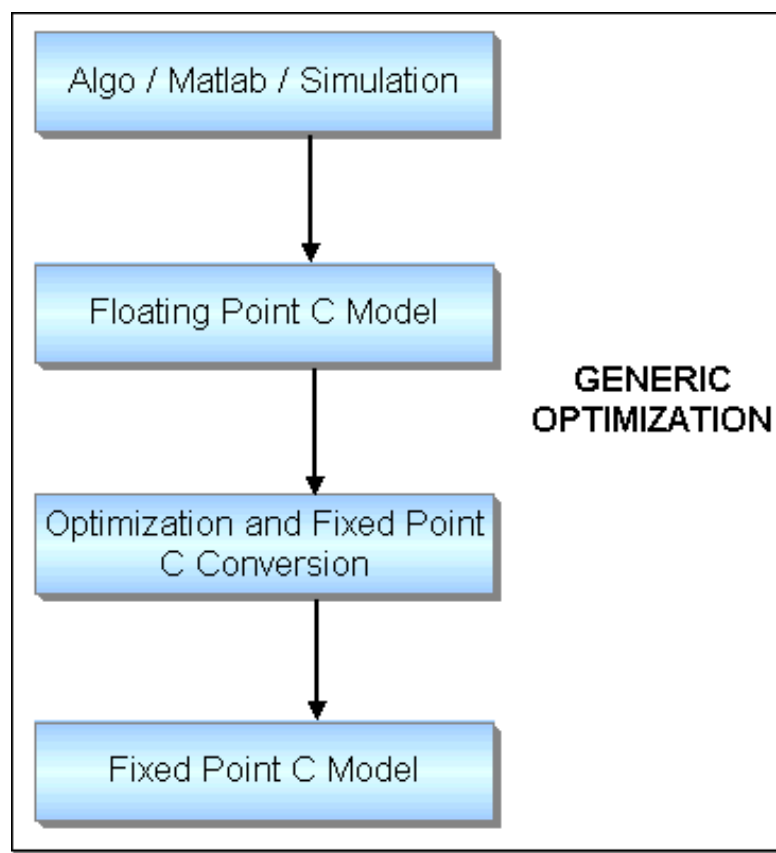 Algo / Matlab / Simulation
Floating Point C Model
GENERIC
OPTIMIZATION
Optimization and Fixed Point
C Conversion
Fixed Point C Model